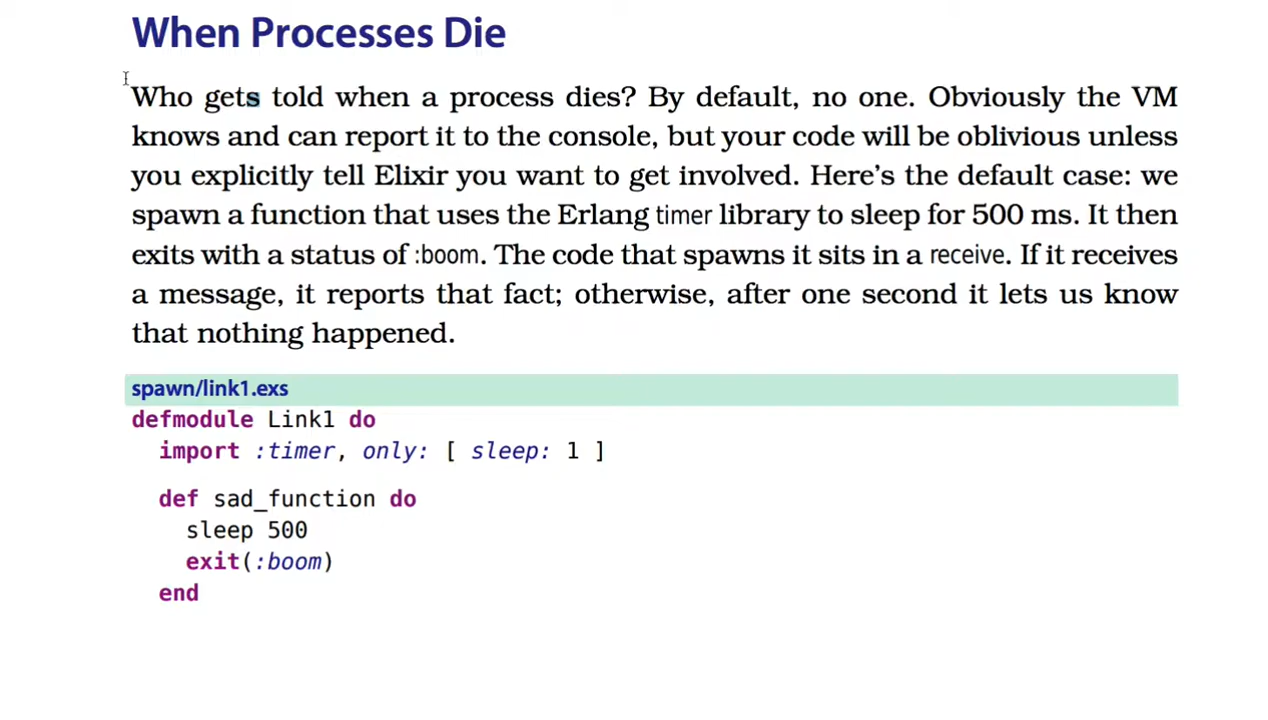 When Processes Die
Who gets told when a process dies? By default, no one. Obviously the VM
knows and can report it to the console, but your code will be oblivious unless
you explicitly tell Elixir you want to get involved. Here’s the default case: we
spawn a function that uses the Erlang timer library to sleep for 500 ms. It then
exits with a status of :boom. The code that spawns it sits in a receive. If it receives
a message, it reports that fact; otherwise, after one second it lets us know
that nothing happened.
spawn/link1.exs
defmodule Link1 do
  import :timer, only: [ sleep: 1 ]
  def sad_function do
    sleep 500
    exit(:boom)
  end